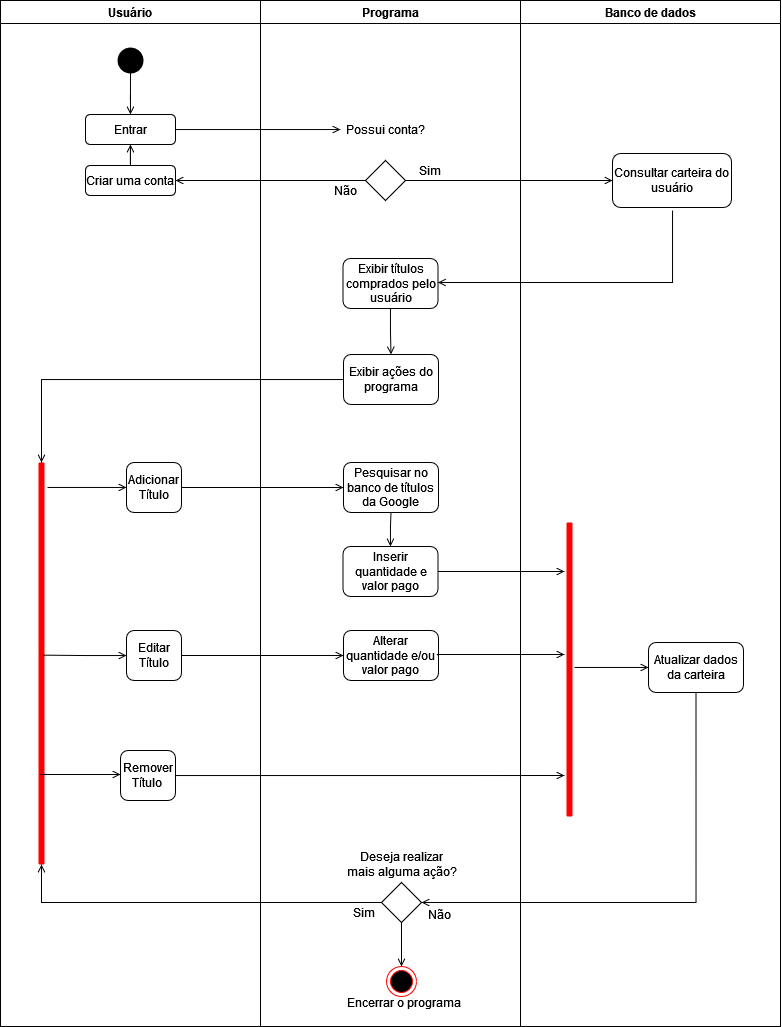 Usuário
Programa
Banco de dados
Entrar
Possui conta?
Criar uma conta
Não
Sim
Consultar carteira do
usuário
Exibir títulos
comprados pelo
usuário
Exibir ações do
programa
Adicionar
Título
Pesquisar no
banco de títulos
da Google
Inserir
quantidade e
valor pago
Editar
Título
Alterar
quantidade e/ou
valor pago
Atualizar dados
da carteira
Remover
Título
Deseja realizar
mais alguma ação?
Sim
Não
Encerrar o programa